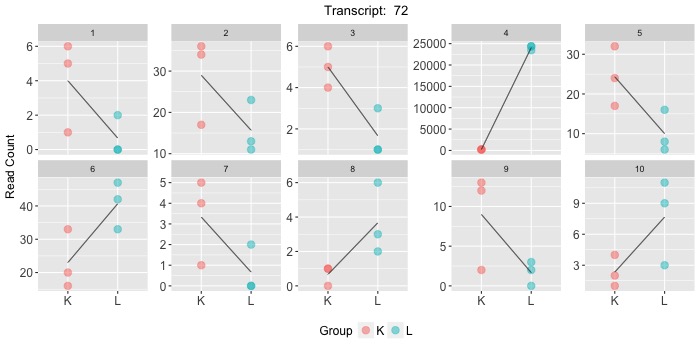 Transcript: 72
1 2 3 4 5
6 4 2 0
30 20 10
6 4 2
25000 20000 15000 10000 5000 0
30 20 10
Read Count
6 7 8 9 10
40 30 20
5 4 3 2 1 0
6 4 2 0
10 5 0
9 6 3
K L K L K L K L K L
Group K L